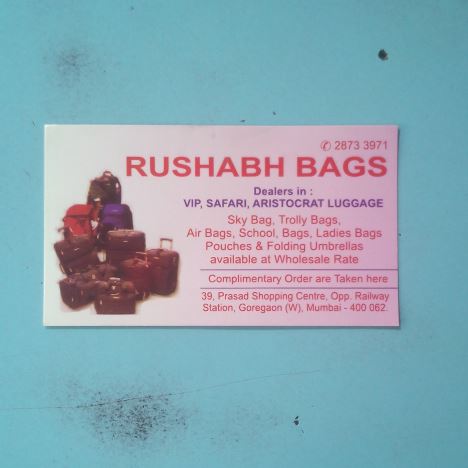 ✆ 2873 3971
RUSHABH BAGS
Dealers in :
VIP, SAFARI, ARISTOCRAT LUGGAGE
Sky Bag, Trolly Bags,
Air Bags, School, Bags, Ladies Bags
Pouches & Folding Umbrellas
available at Wholesale Rate
Complimentary Order are Taken here
39, Prasad Shopping Centre, Opp. Railway
Station, Goregaon (W), Mumbai - 400 062.